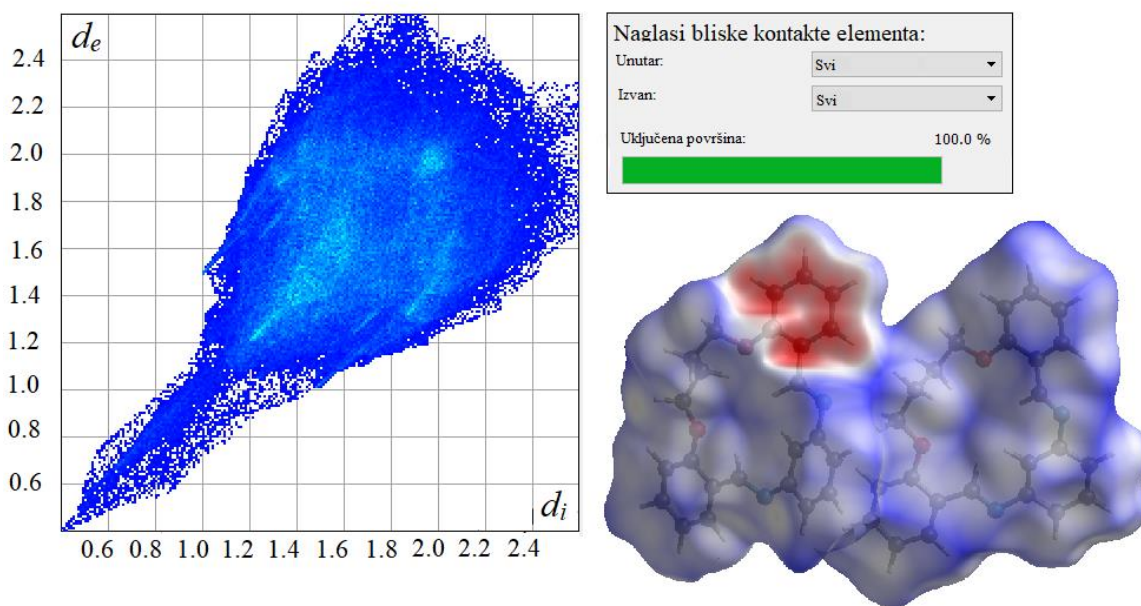 d_e
2.4
2.2
2.0
1.8
1.6
1.4
1.2
1.0
0.8
0.6
d_i
0.6 0.8 1.0 1.2 1.4 1.6 1.8 2.0 2.2 2.4
Naglasi bliske kontakte elementa:
Unutar: Svi
Izvan: Svi
Uključena površina: 100.0 %